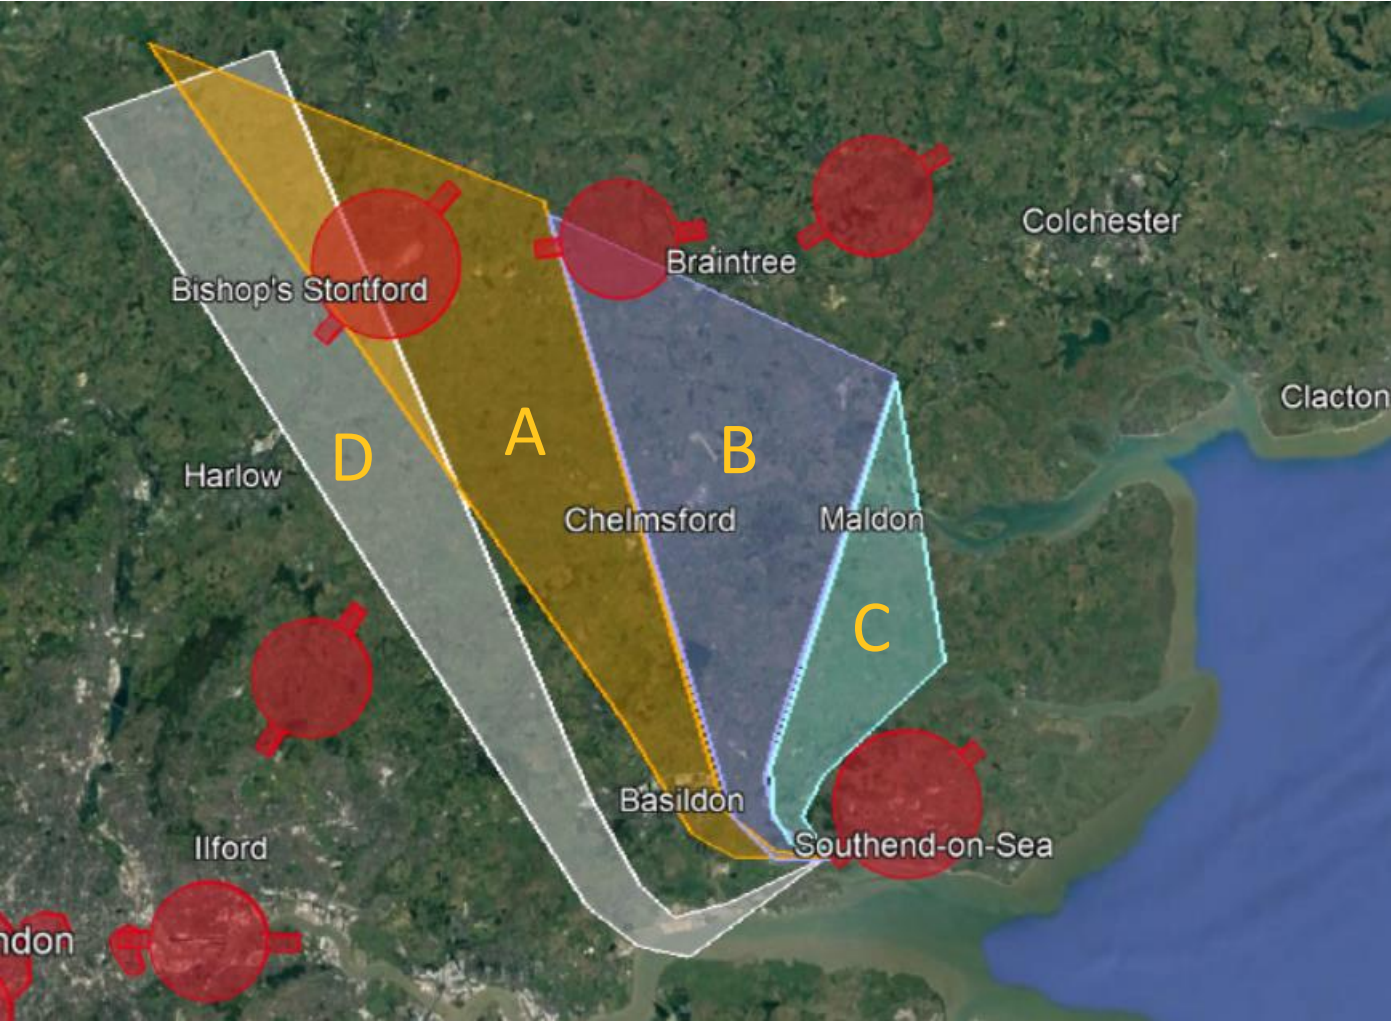 Colchester
Braintree
Bishop's Stortford
Clacton
A
B
D
Harlow
Chelmsford
Maldon
C
Basildon
Ilford
Southend-on-Sea
ndon